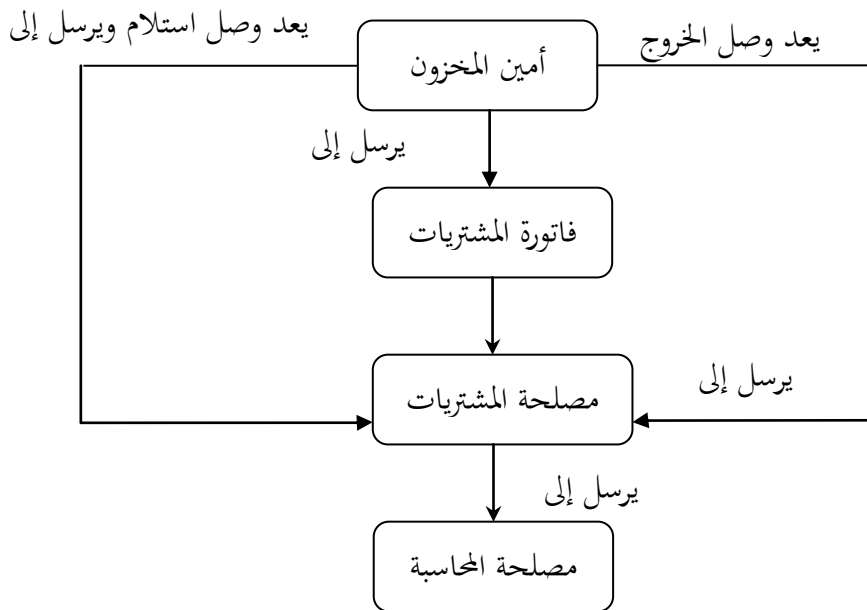 يعد وصل الخروج
يعد وصل استلام ويرسل إلى
أمين المخزون
يرسل إلى
فاتورة المشتريات
مصلحة المشتريات
يرسل إلى
يرسل إلى
مصلحة المحاسبة